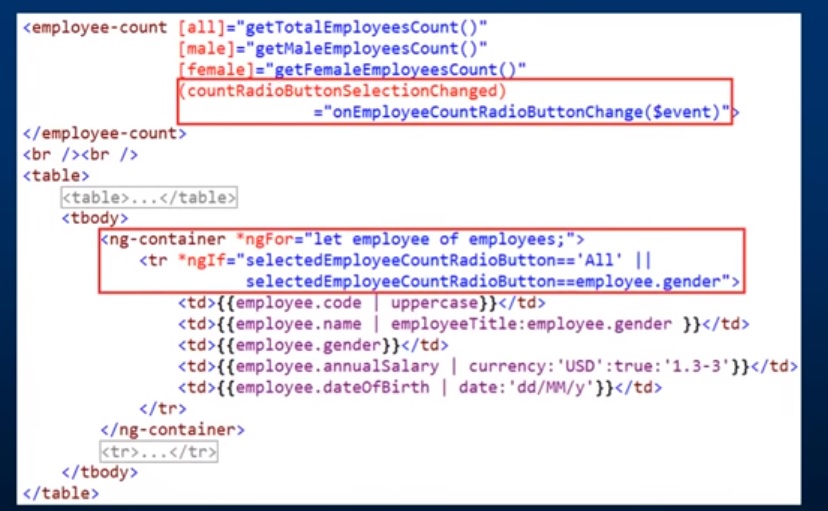 <employee-count [all]="getTotalEmployeesCount()"
[male]="getMaleEmployeesCount()"
[female]="getFemaleEmployeesCount()"
(countRadioButtonSelectionChanged)
="onEmployeeCountRadioButtonChange($event)">
</employee-count>
<br /><br />
<table>
<table>...</table>
<tbody>
<ng-container *ngFor="let employee of employees;">
<tr *ngIf="selectedEmployeeCountRadioButton=='All' ||
selectedEmployeeCountRadioButton==employee.gender">
<td>{{employee.code | uppercase}}</td>
<td>{{employee.name | employeeTitle:employee.gender }}</td>
<td>{{employee.gender}}</td>
<td>{{employee.annualSalary | currency:'USD':true:'1.3-3'}}</td>
<td>{{employee.dateOfBirth | date:'dd/MM/y'}}</td>
</tr>
</ng-container>
<tr>...</tr>
</tbody>
</table>